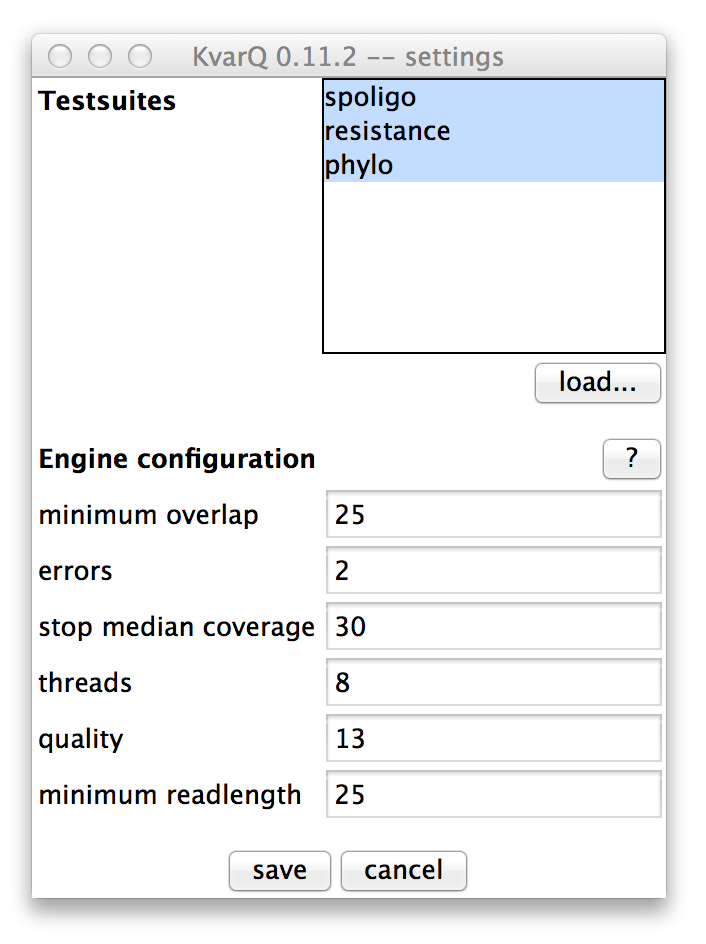 KvarQ 0.11.2 -- settings
Testsuites
spoligo
resistance
phylo
load...
Engine configuration ?
minimum overlap 25
errors 2
stop median coverage 30
threads 8
quality 13
minimum readlength 25
save cancel